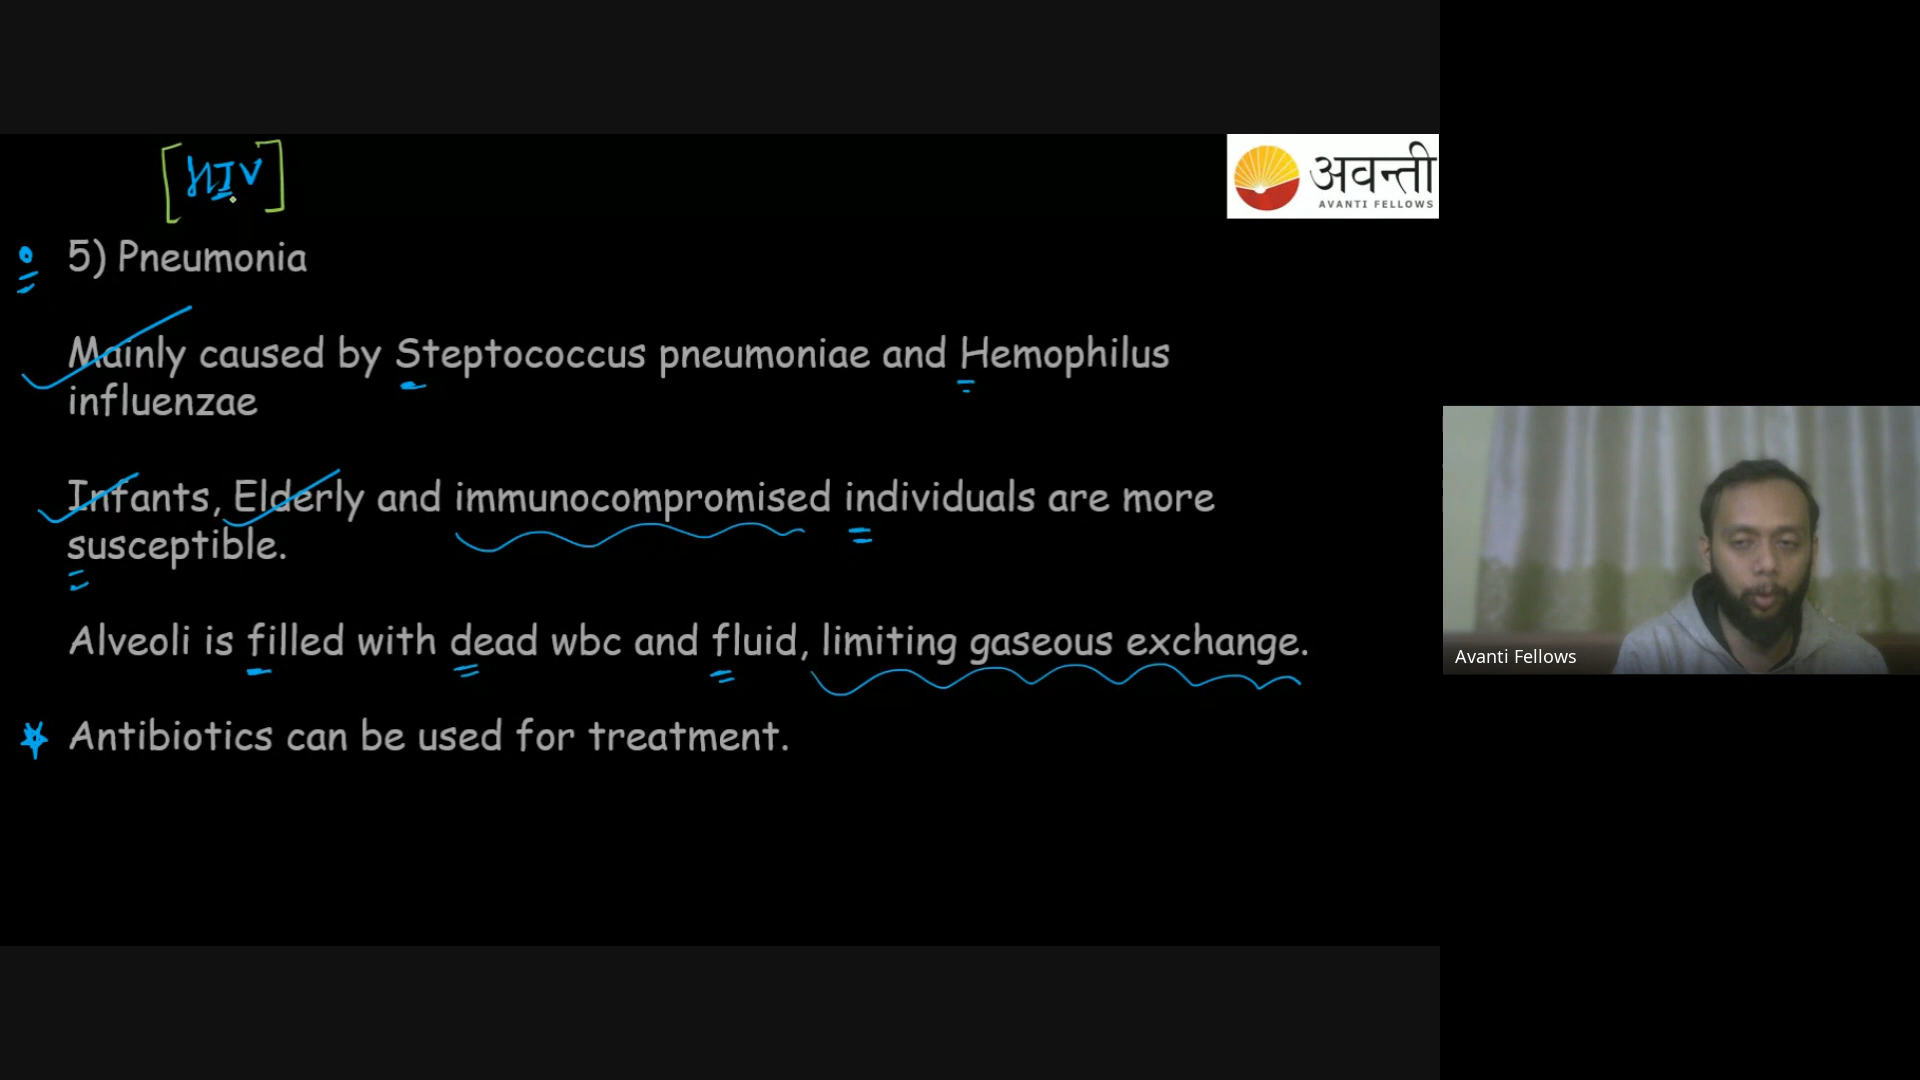 [HIV]
अवन्ती
AVANTI FELLOWS
5) Pneumonia
Mainly caused by Steptococcus pneumoniae and Hemophilus
influenzae
Infants, Elderly and immunocompromised individuals are more
susceptible.
Alveoli is filled with dead wbc and fluid, limiting gaseous exchange.
Antibiotics can be used for treatment.
Avanti Fellows